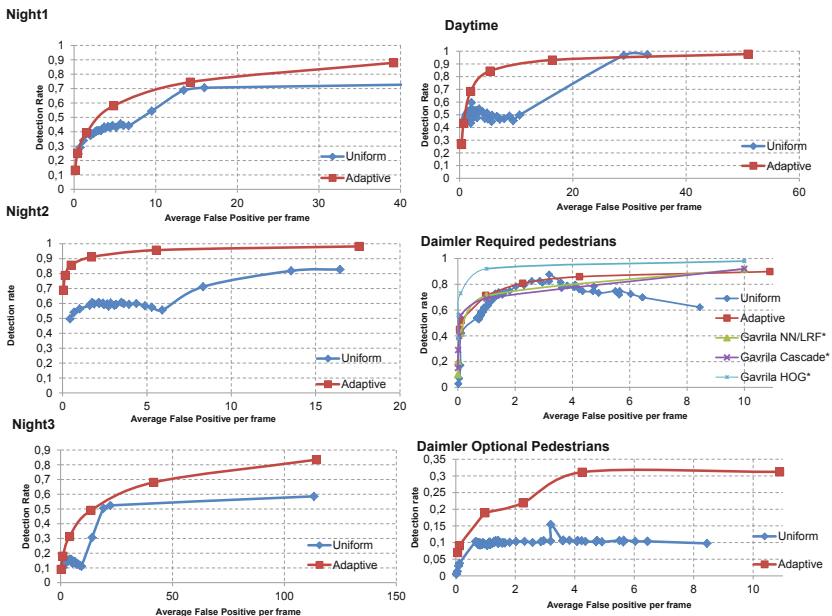 Night1
1
0,9
0,8
0,7
0,6
0,5
0,4
0,3
0,2
0,1
0
Detection Rate
Uniform
Adaptive
0 10 20 30 40
Average False Positive per frame
Daytime
1
0,9
0,8
0,7
0,6
0,5
0,4
0,3
0,2
0,1
0
Detection Rate
Uniform
Adaptive
0 20 40 60
Average False Positive per frame
Night2
1
0,9
0,8
0,7
0,6
0,5
0,4
0,3
0,2
0,1
0
Detection rate
Uniform
Adaptive
0 5 10 15 20
Average False Positive per frame
Daimler Required pedestrians
1
0,8
0,6
0,4
0,2
0
Detection rate
Uniform
Adaptive
Gavrila NN/LRF*
Gavrila Cascade*
Gavrila HOG*
0 2 4 6 8 10
Average False positive per frame
Night3
0,9
0,8
0,7
0,6
0,5
0,4
0,3
0,2
0,1
0
Detection Rate
Uniform
Adaptive
0 50 100 150
Average False Positive per frame
Daimler Optional Pedestrians
0,35
0,3
0,25
0,2
0,15
0,1
0,05
0
Detection rate
Uniform
Adaptive
0 2 4 6 8 10
Average False Positive per frame